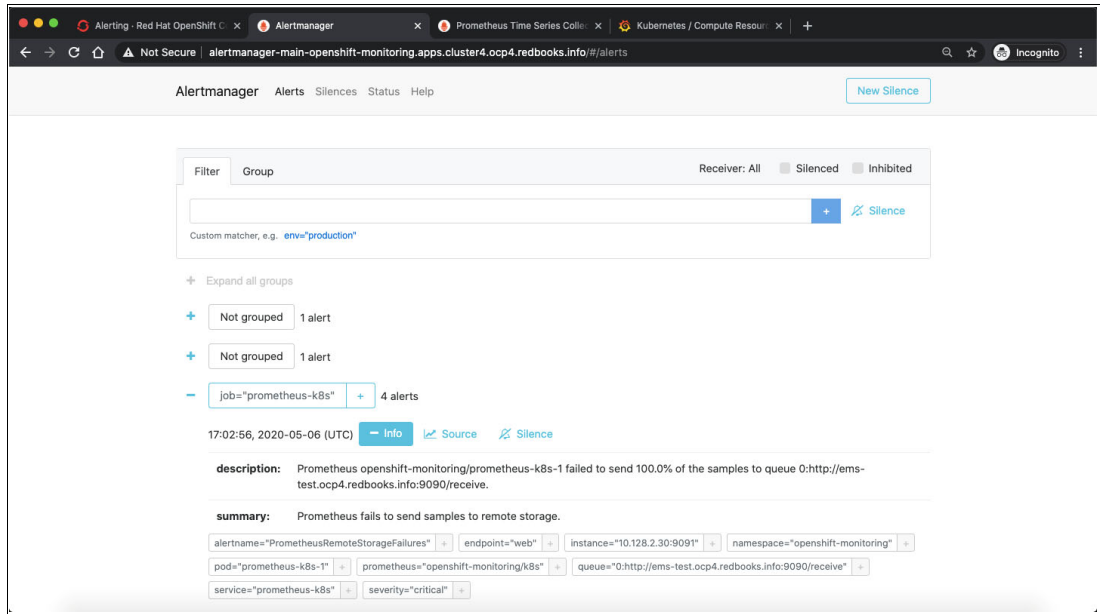 Alerting · Red Hat OpenShift C
Alertmanager
Prometheus Time Series Collec
Kubernetes / Compute Resourc
Not Secure | alertmanager-main-openshift-monitoring.apps.cluster4.ocp4.redbooks.info/#/alerts
Incognito
Alertmanager Alerts Silences Status Help
New Silence
Filter Group
Receiver: All Silenced Inhibited
+ Silence
Custom matcher, e.g. env="production"
+ Expand all groups
+ Not grouped 1 alert
+ Not grouped 1 alert
− job="prometheus-k8s" + 4 alerts
17:02:56, 2020-05-06 (UTC) − Info Source Silence
description: Prometheus openshift-monitoring/prometheus-k8s-1 failed to send 100.0% of the samples to queue 0:http://ems-
test.ocp4.redbooks.info:9090/receive.
summary: Prometheus fails to send samples to remote storage.
alertname="PrometheusRemoteStorageFailures" + endpoint="web" + instance="10.128.2.30:9091" + namespace="openshift-monitoring" +
pod="prometheus-k8s-1" + prometheus="openshift-monitoring/k8s" + queue="0:http://ems-test.ocp4.redbooks.info:9090/receive" +
service="prometheus-k8s" + severity="critical" +